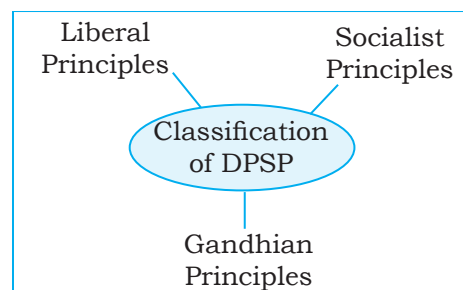 Liberal
Principles
Socialist
Principles
Classification
of DPSP
Gandhian
Principles